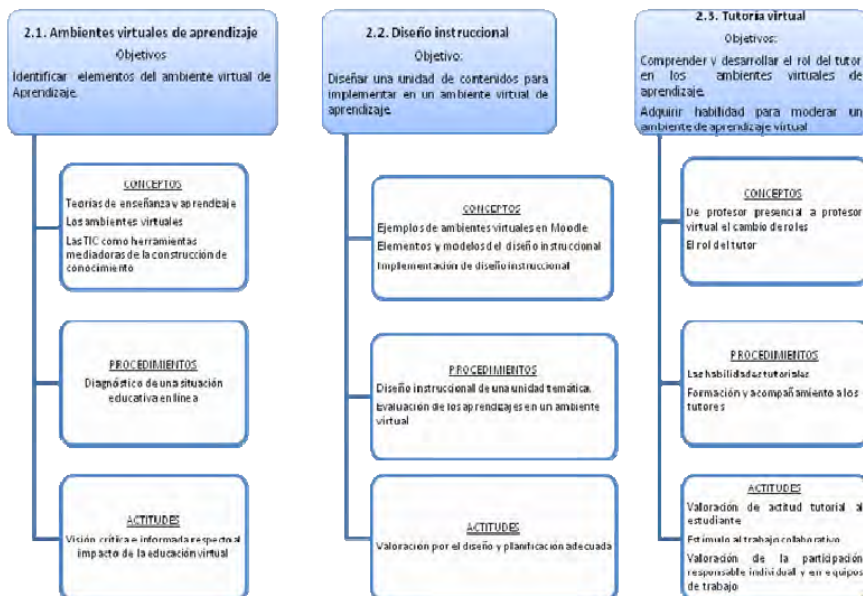 2.1. Ambientes virtuales de aprendizaje
Objetivos
Identificar elementos del ambiente virtual de
Aprendizaje.
CONCEPTOS
Teorías de enseñanza y aprendizaje
Los ambientes virtuales
Las TIC como herramientas
mediadoras de la construcción de
conocimiento
PROCEDIMIENTOS
Diagnóstico de una situación
educativa en línea
ACTITUDES
Visión crítica e informada respecto al
impacto de la educación virtual
2.2. Diseño instruccional
Objetivo:
Diseñar una unidad de contenidos para
implementar en un ambiente virtual de
aprendizaje
CONCEPTOS
Ejemplos de ambientes virtuales en Moodle
Elementos y modelos del diseño instruccional
Implementación de diseño instruccional
PROCEDIMIENTOS
Diseño instruccional de una unidad temática.
Evaluación de los aprendizajes en un ambiente
virtual
ACTITUDES
Valoración por el diseño y planificación adecuada
2.3. Tutoría virtual
Objetivos:
Comprender y desarrollar el rol del tutor
en los ambientes virtuales de
aprendizaje.
Adquirir habilidad para moderar un
ambiente de aprendizaje virtual
CONCEPTOS
De profesor presencial a profesor
virtual el cambio de roles
El rol del tutor
PROCEDIMIENTOS
Las habilidades tutoriales
Formación y acompañamiento a los
tutores
ACTITUDES
Valoración de actitud tutorial al
estudiante
Estímulo al trabajo colaborativo
Valoración de la participación
responsable individual y en equipos
de trabajo